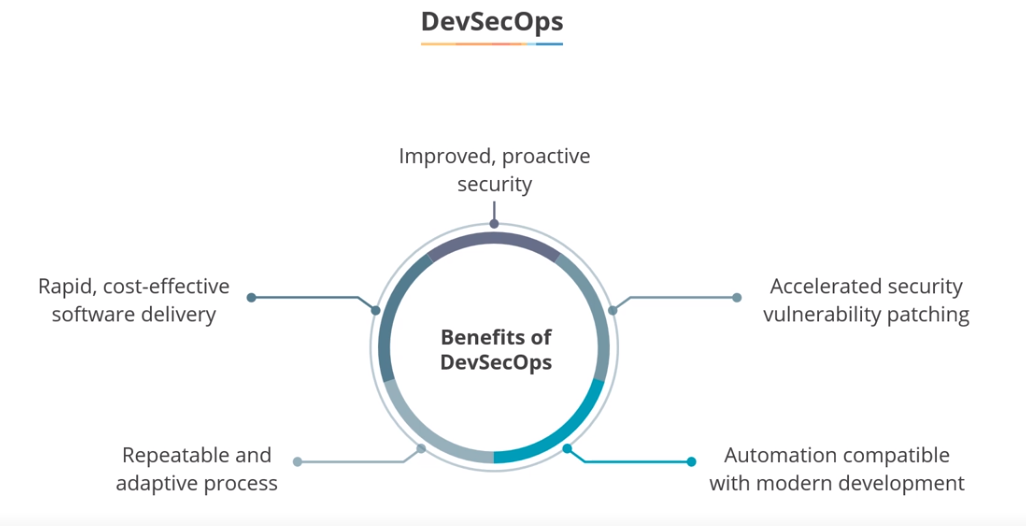 DevSecOps
Improved, proactive
security
Rapid, cost-effective
software delivery
Accelerated security
vulnerability patching
Benefits of
DevSecOps
Repeatable and
adaptive process
Automation compatible
with modern development